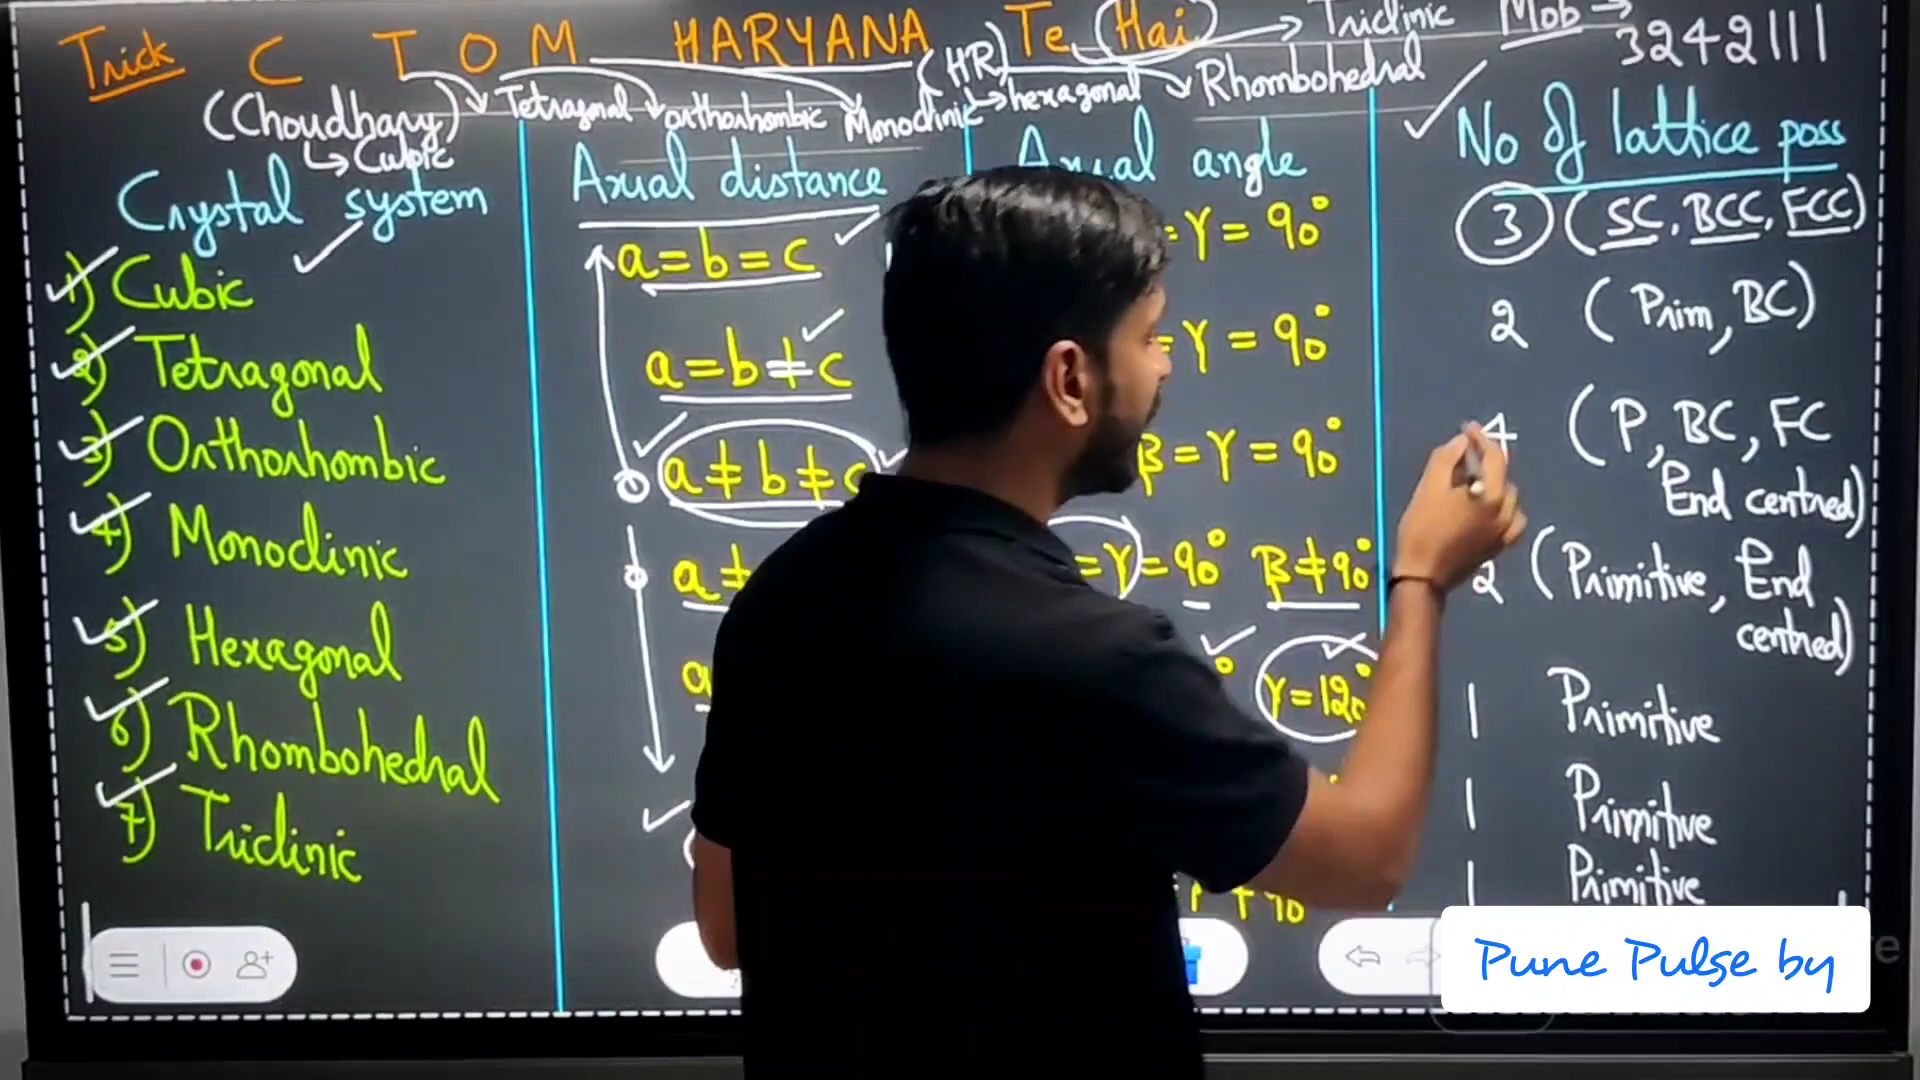 Trick C T O M HARYANA Te Hai → Triclinic Mob → 3242111
(Choudhary) Tetragonal orthorhombic Monoclinic (HR) → hexagonal Rhombohedral
↳ Cubic
Crystal system Axial distance Axial angle No of lattice poss
1) Cubic a = b = c = γ = 90° 3 (SC, BCC, FCC)
2) Tetragonal a = b ≠ c = γ = 90° 2 (Prim, BC)
3) Orthorhombic a ≠ b ≠ c β = γ = 90° 4 (P, BC, FC
End centred)
4) Monoclinic a ≠ = γ = 90° β ≠ 90° 2 (Primitive, End
centred)
5) Hexagonal a γ = 120° 1 Primitive
6) Rhombohedral 1 Primitive
7) Triclinic ≠ 90 1 Primitive
Pune Pulse by